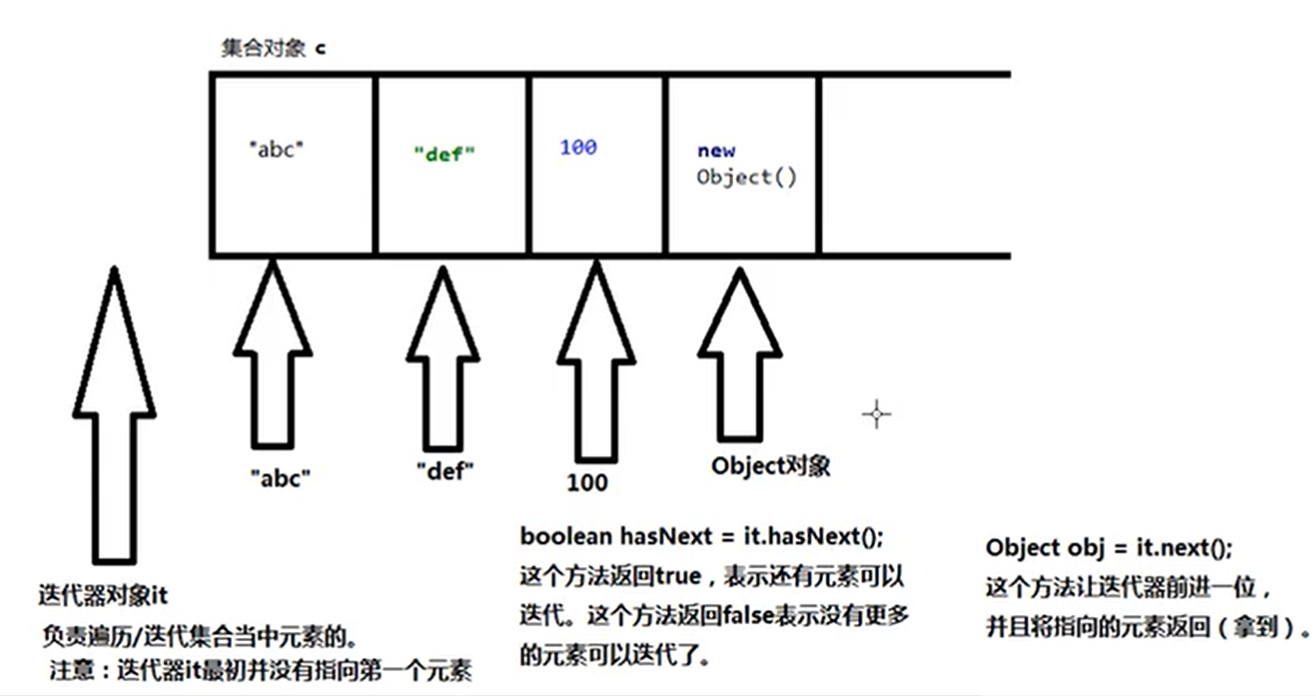 集合对象 c
"abc"
"def"
100
new
Object()
"abc"
"def"
100
Object对象
迭代器对象it
负责遍历/迭代集合当中元素的。
注意：迭代器it最初并没有指向第一个元素
boolean hasNext = it.hasNext();
这个方法返回true，表示还有元素可以
迭代。这个方法返回false表示没有更多
的元素可以迭代了。
Object obj = it.next();
这个方法让迭代器前进一位，
并且将指向的元素返回（拿到）。